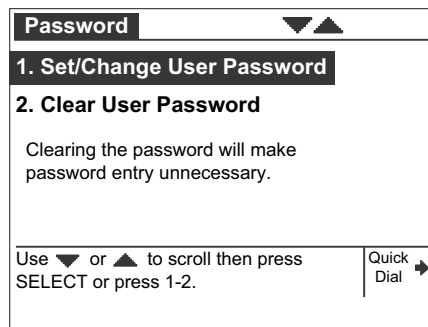 Password
1. Set/Change User Password
2. Clear User Password
Clearing the password will make
password entry unnecessary.
Use ▼ or ▲ to scroll then press
SELECT or press 1-2.
Quick
Dial